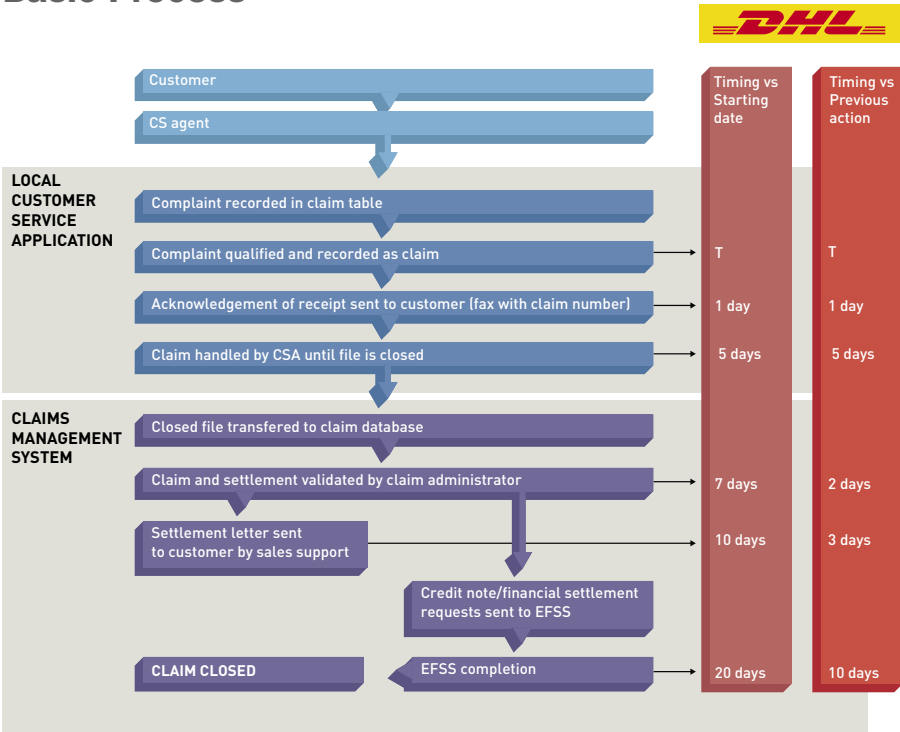 Basic Process
DHL
Customer
CS agent
Timing vs
Starting
date
Timing vs
Previous
action
LOCAL
CUSTOMER
SERVICE
APPLICATION
Complaint recorded in claim table
Complaint qualified and recorded as claim
T
T
Acknowledgement of receipt sent to customer (fax with claim number)
1 day
1 day
Claim handled by CSA until file is closed
5 days
5 days
CLAIMS
MANAGEMENT
SYSTEM
Closed file transfered to claim database
Claim and settlement validated by claim administrator
7 days
2 days
Settlement letter sent
to customer by sales support
10 days
3 days
Credit note/financial settlement
requests sent to EFSS
CLAIM CLOSED
EFSS completion
20 days
10 days